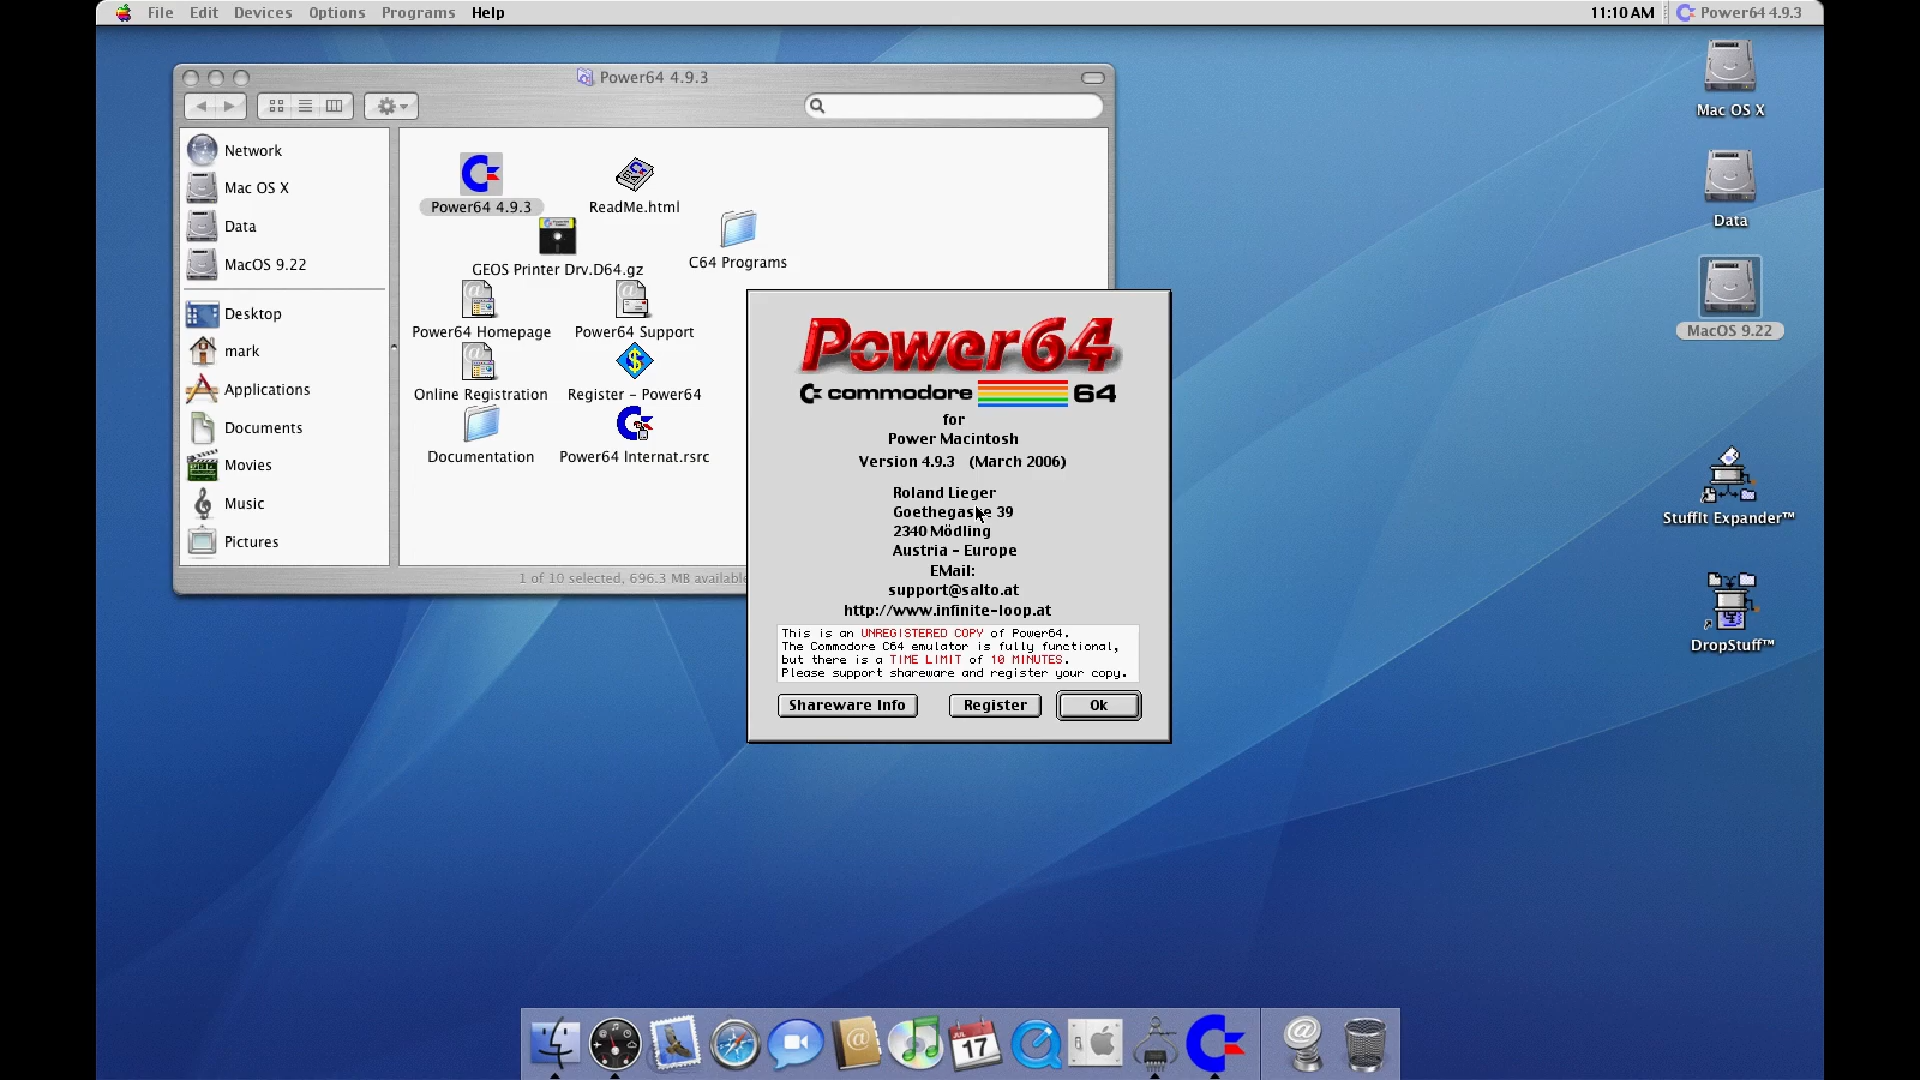 File Edit Devices Options Programs Help
11:10 AM Power64 4.9.3
Power64 4.9.3
Network
Mac OS X
Data
MacOS 9.22
Desktop
mark
Applications
Documents
Movies
Music
Pictures
Power64 4.9.3
ReadMe.html
GEOS Printer Drv.D64.gz
C64 Programs
Power64 Homepage
Power64 Support
Online Registration
Register - Power64
Documentation
Power64 Internat.rsrc
1 of 10 selected, 696.3 MB available
Power64
commodore 64
for
Power Macintosh
Version 4.9.3 (March 2006)
Roland Lieger
Goethegasse 39
2340 Mödling
Austria - Europe
EMail:
support@salto.at
http://www.infinite-loop.at
This is an UNREGISTERED COPY of Power64.
The Commodore C64 emulator is fully functional,
but there is a TIME LIMIT of 10 MINUTES.
Please support shareware and register your copy.
Shareware Info
Register
Ok
Mac OS X
Data
MacOS 9.22
StuffIt Expander™
DropStuff™
JUL
17